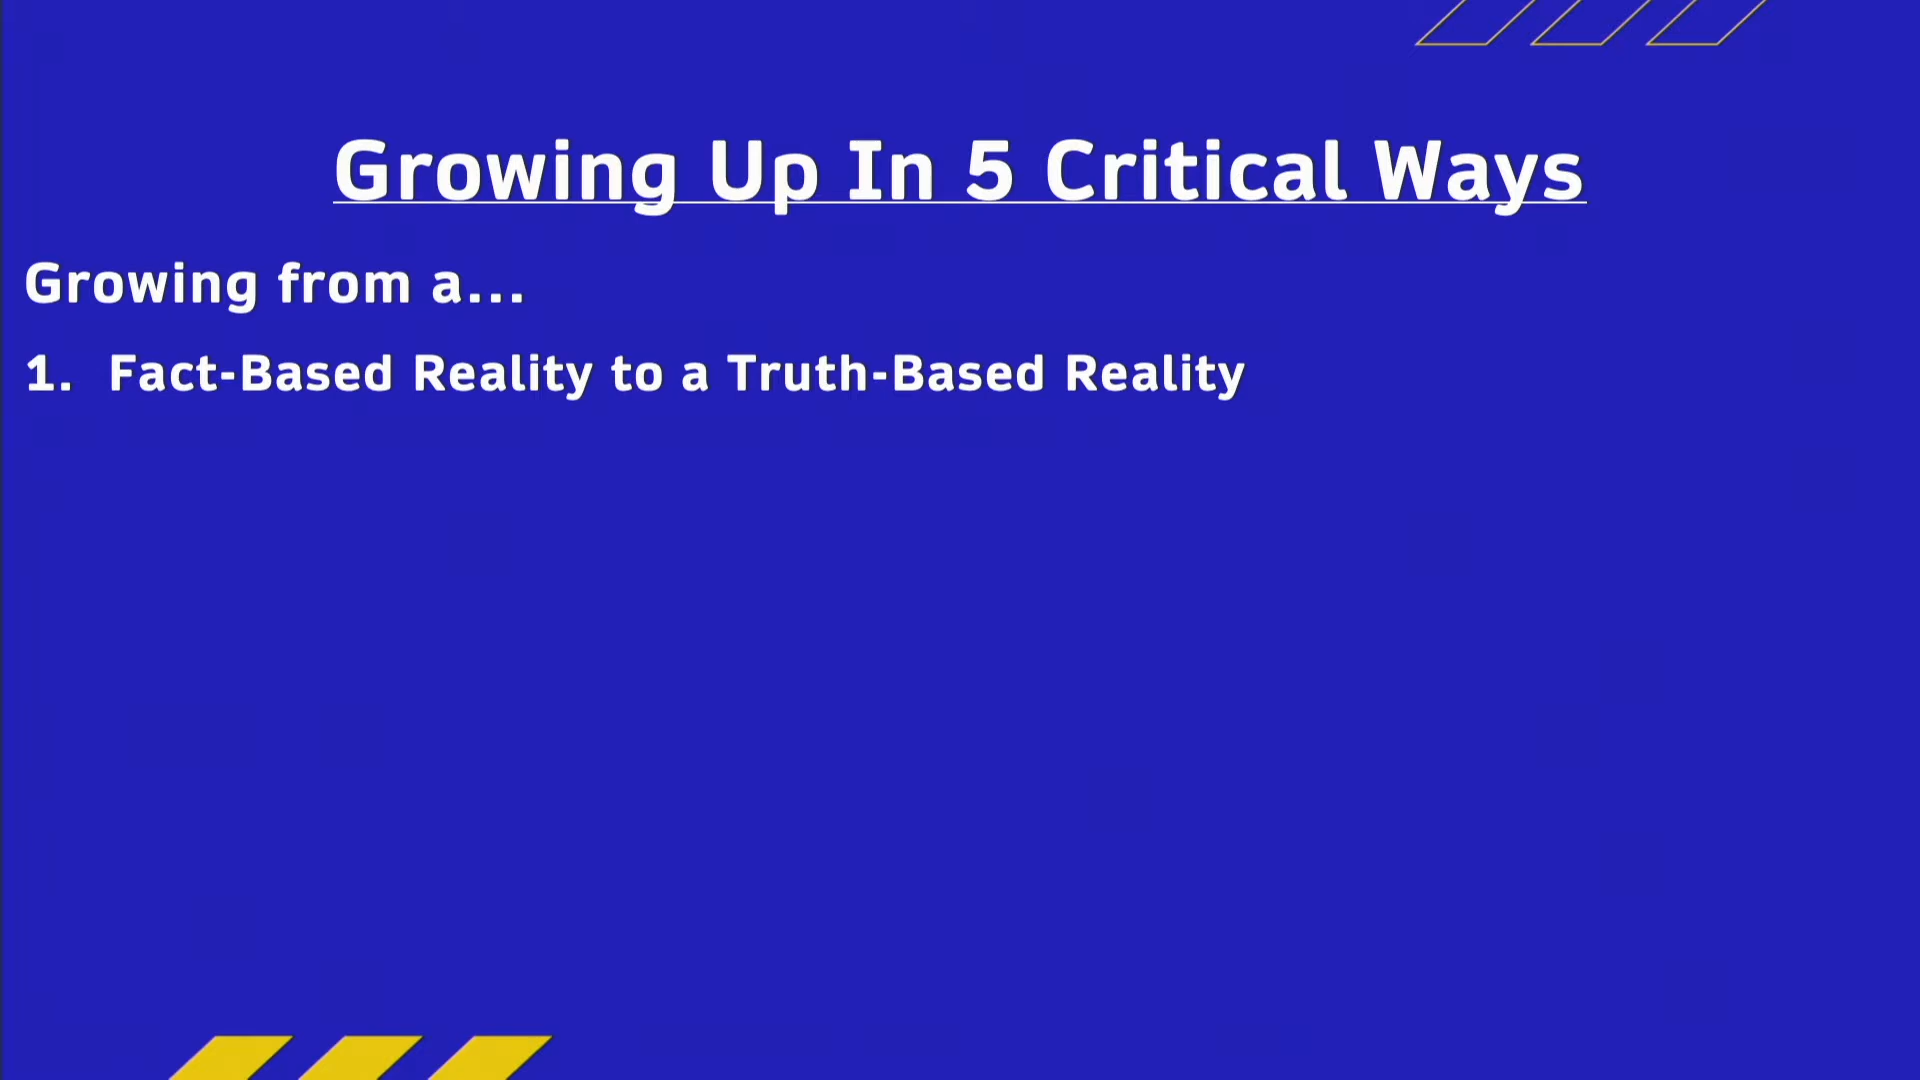 Growing Up In 5 Critical Ways
Growing from a...
1. Fact-Based Reality to a Truth-Based Reality